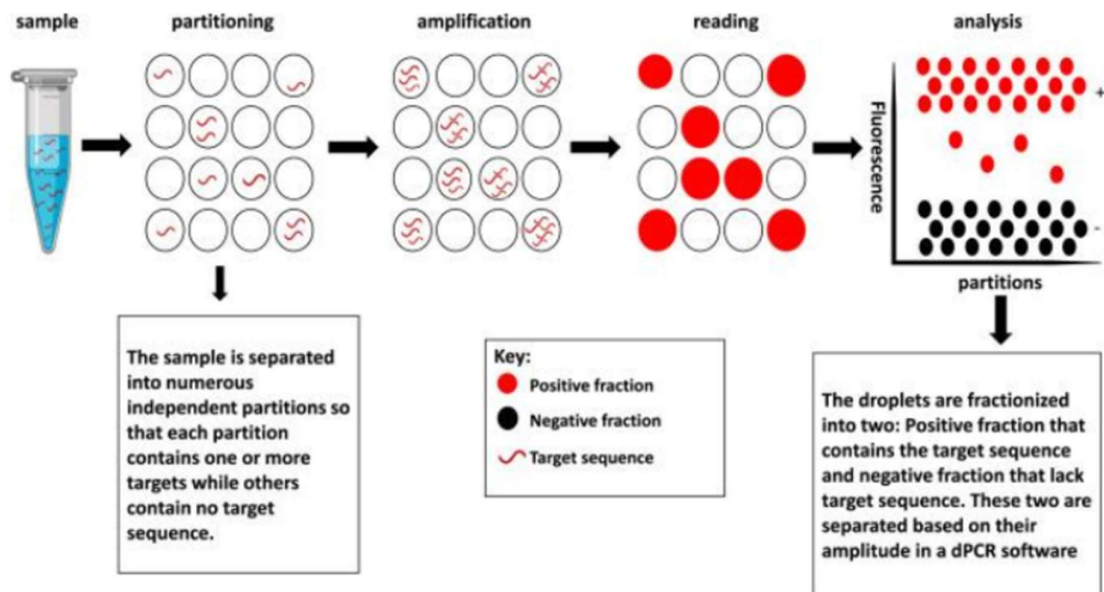 sample
partitioning
amplification
reading
analysis
Fluorescence
+
-
partitions
The sample is separated
into numerous
independent partitions so
that each partition
contains one or more
targets while others
contain no target
sequence.
Key:
Positive fraction
Negative fraction
Target sequence
The droplets are fractionized
into two: Positive fraction that
contains the target sequence
and negative fraction that lack
target sequence. These two are
separated based on their
amplitude in a dPCR software